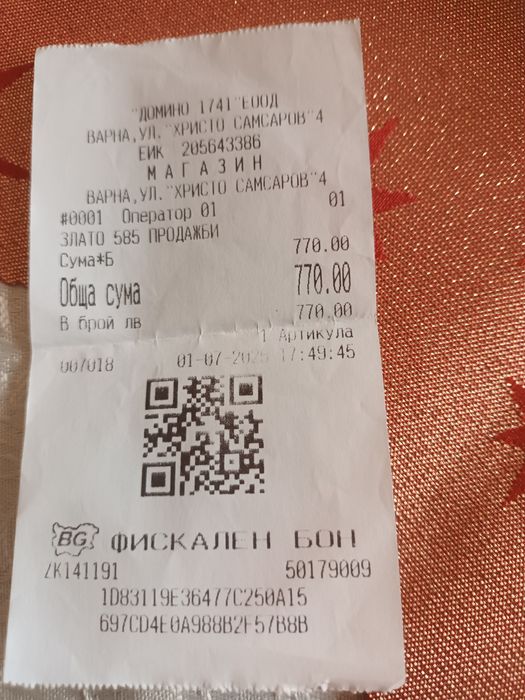 "ДОМИНО 1741"ЕООД
ВАРНА,УЛ."ХРИСТО САМСАРОВ"4
ЕИК 205643386
М А Г А З И Н
ВАРНА,УЛ."ХРИСТО САМСАРОВ"4
#0001 Оператор 01 01
ЗЛАТО 585 ПРОДАЖБИ
Сума*Б 770.00
Обща сума 770.00
В брой лв 770.00
1 Артикула
007018 01-07-2025 17:49:45
BG ФИСКАЛЕН БОН
ZK141191 50179009
1D83119E36477C250A15
697CD4E0A988B2F57B8B